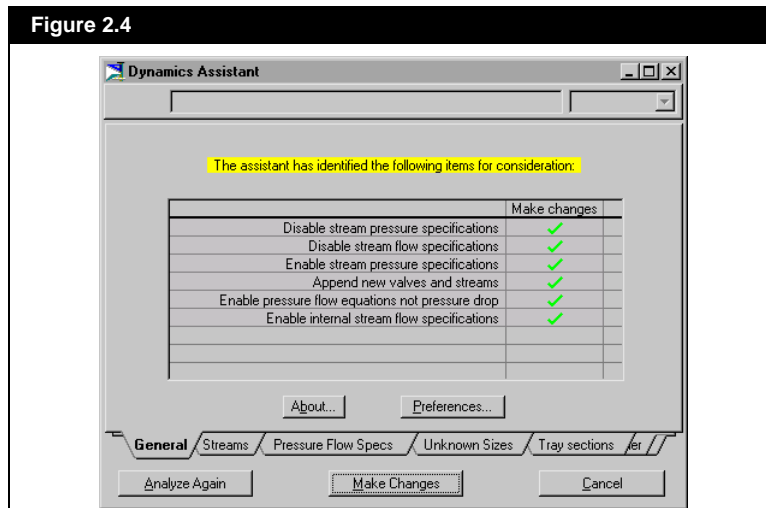 Figure 2.4
Dynamics Assistant
The assistant has identified the following items for consideration:
Make changes
Disable stream pressure specifications
Disable stream flow specifications
Enable stream pressure specifications
Append new valves and streams
Enable pressure flow equations not pressure drop
Enable internal stream flow specifications
About...
Preferences...
General
Streams
Pressure Flow Specs
Unknown Sizes
Tray sections
Analyze Again
Make Changes
Cancel